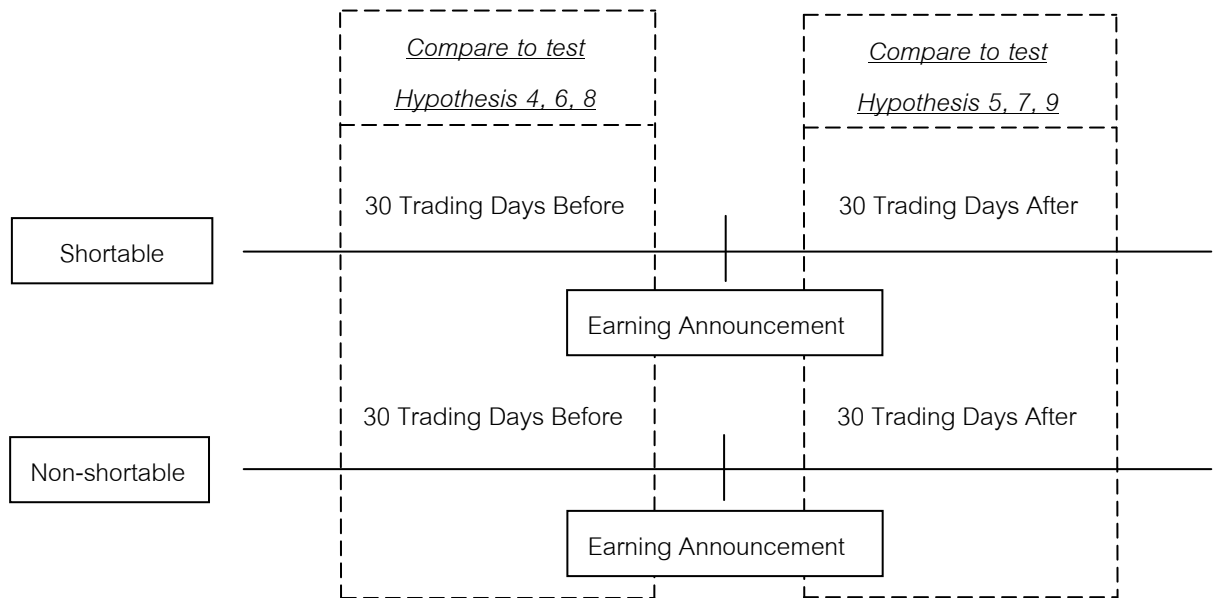 Compare to test
Hypothesis 4, 6, 8
Compare to test
Hypothesis 5, 7, 9
30 Trading Days Before
30 Trading Days After
Shortable
Earning Announcement
30 Trading Days Before
30 Trading Days After
Non-shortable
Earning Announcement